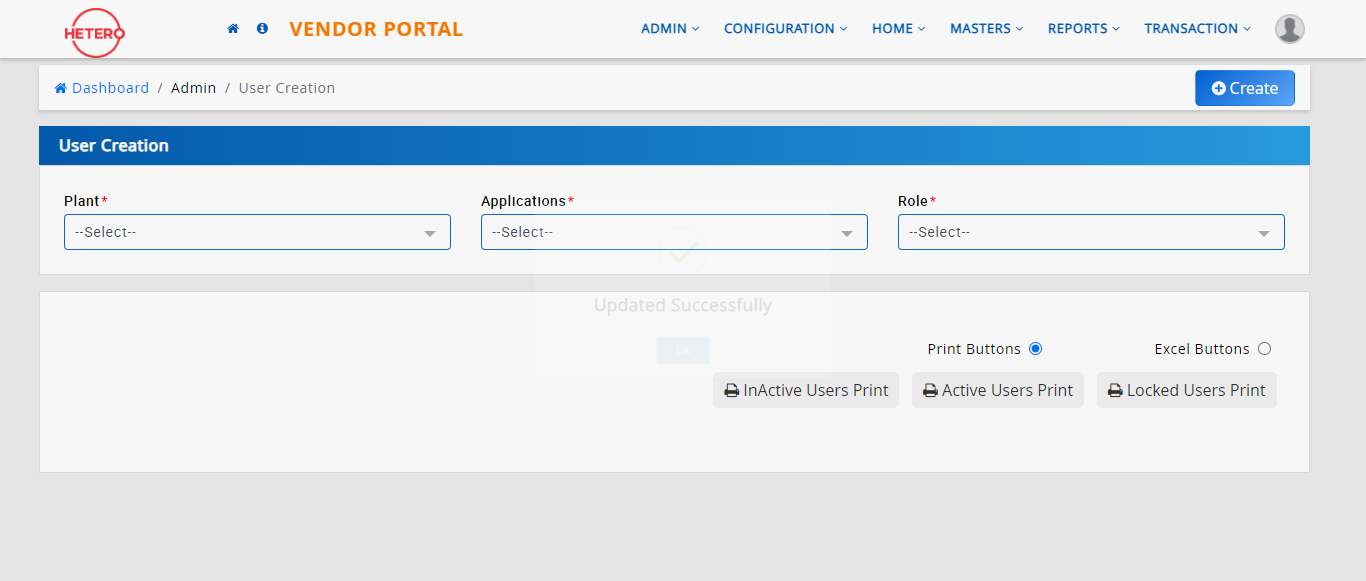 HETERO
VENDOR PORTAL
ADMIN CONFIGURATION HOME MASTERS REPORTS TRANSACTION
Dashboard / Admin / User Creation
Create
User Creation
Plant* Applications* Role*
--Select-- --Select-- --Select--
Updated Successfully
Print Buttons Excel Buttons
InActive Users Print Active Users Print Locked Users Print